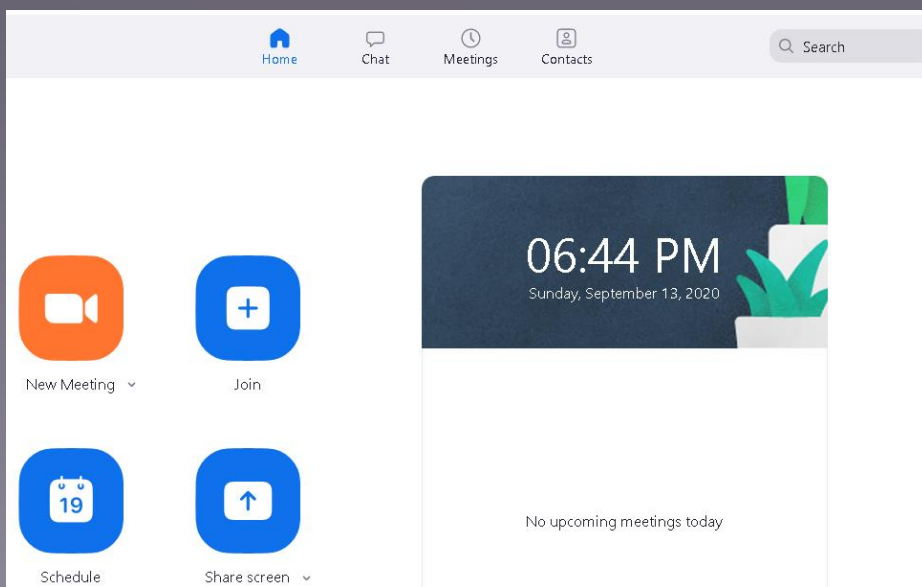 Home
Chat
Meetings
Contacts
Search
06:44 PM
Sunday, September 13, 2020
New Meeting
Join
19
Schedule
Share screen
No upcoming meetings today